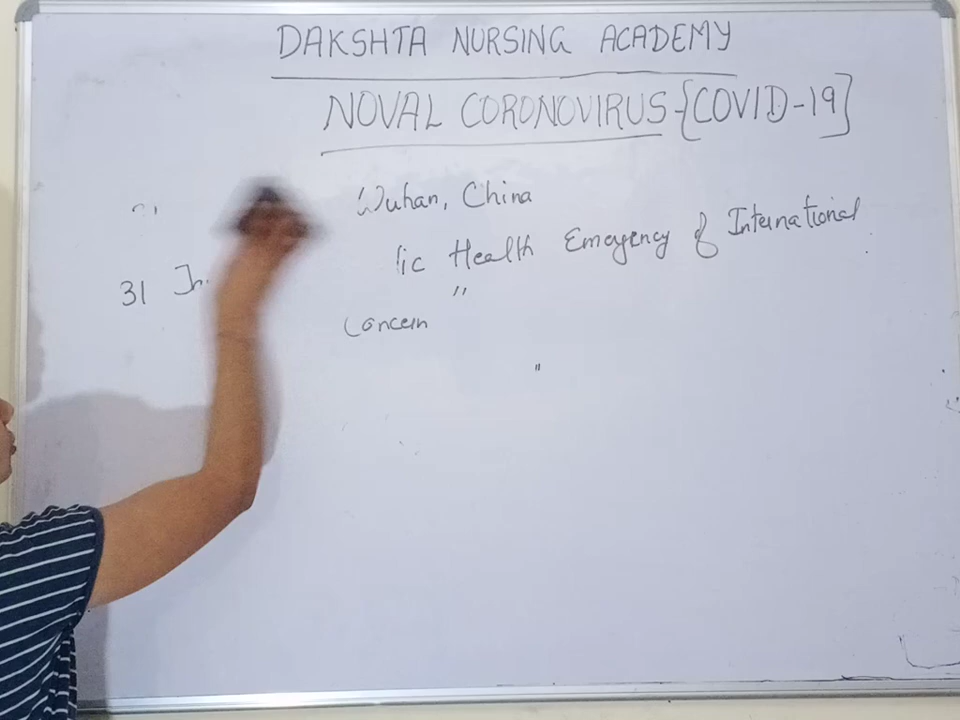 DAKSHTA NURSING ACADEMY
NOVAL CORONOVIRUS {COVID-19}
Wuhan, China
31 lic Health Emergency of International
Concern